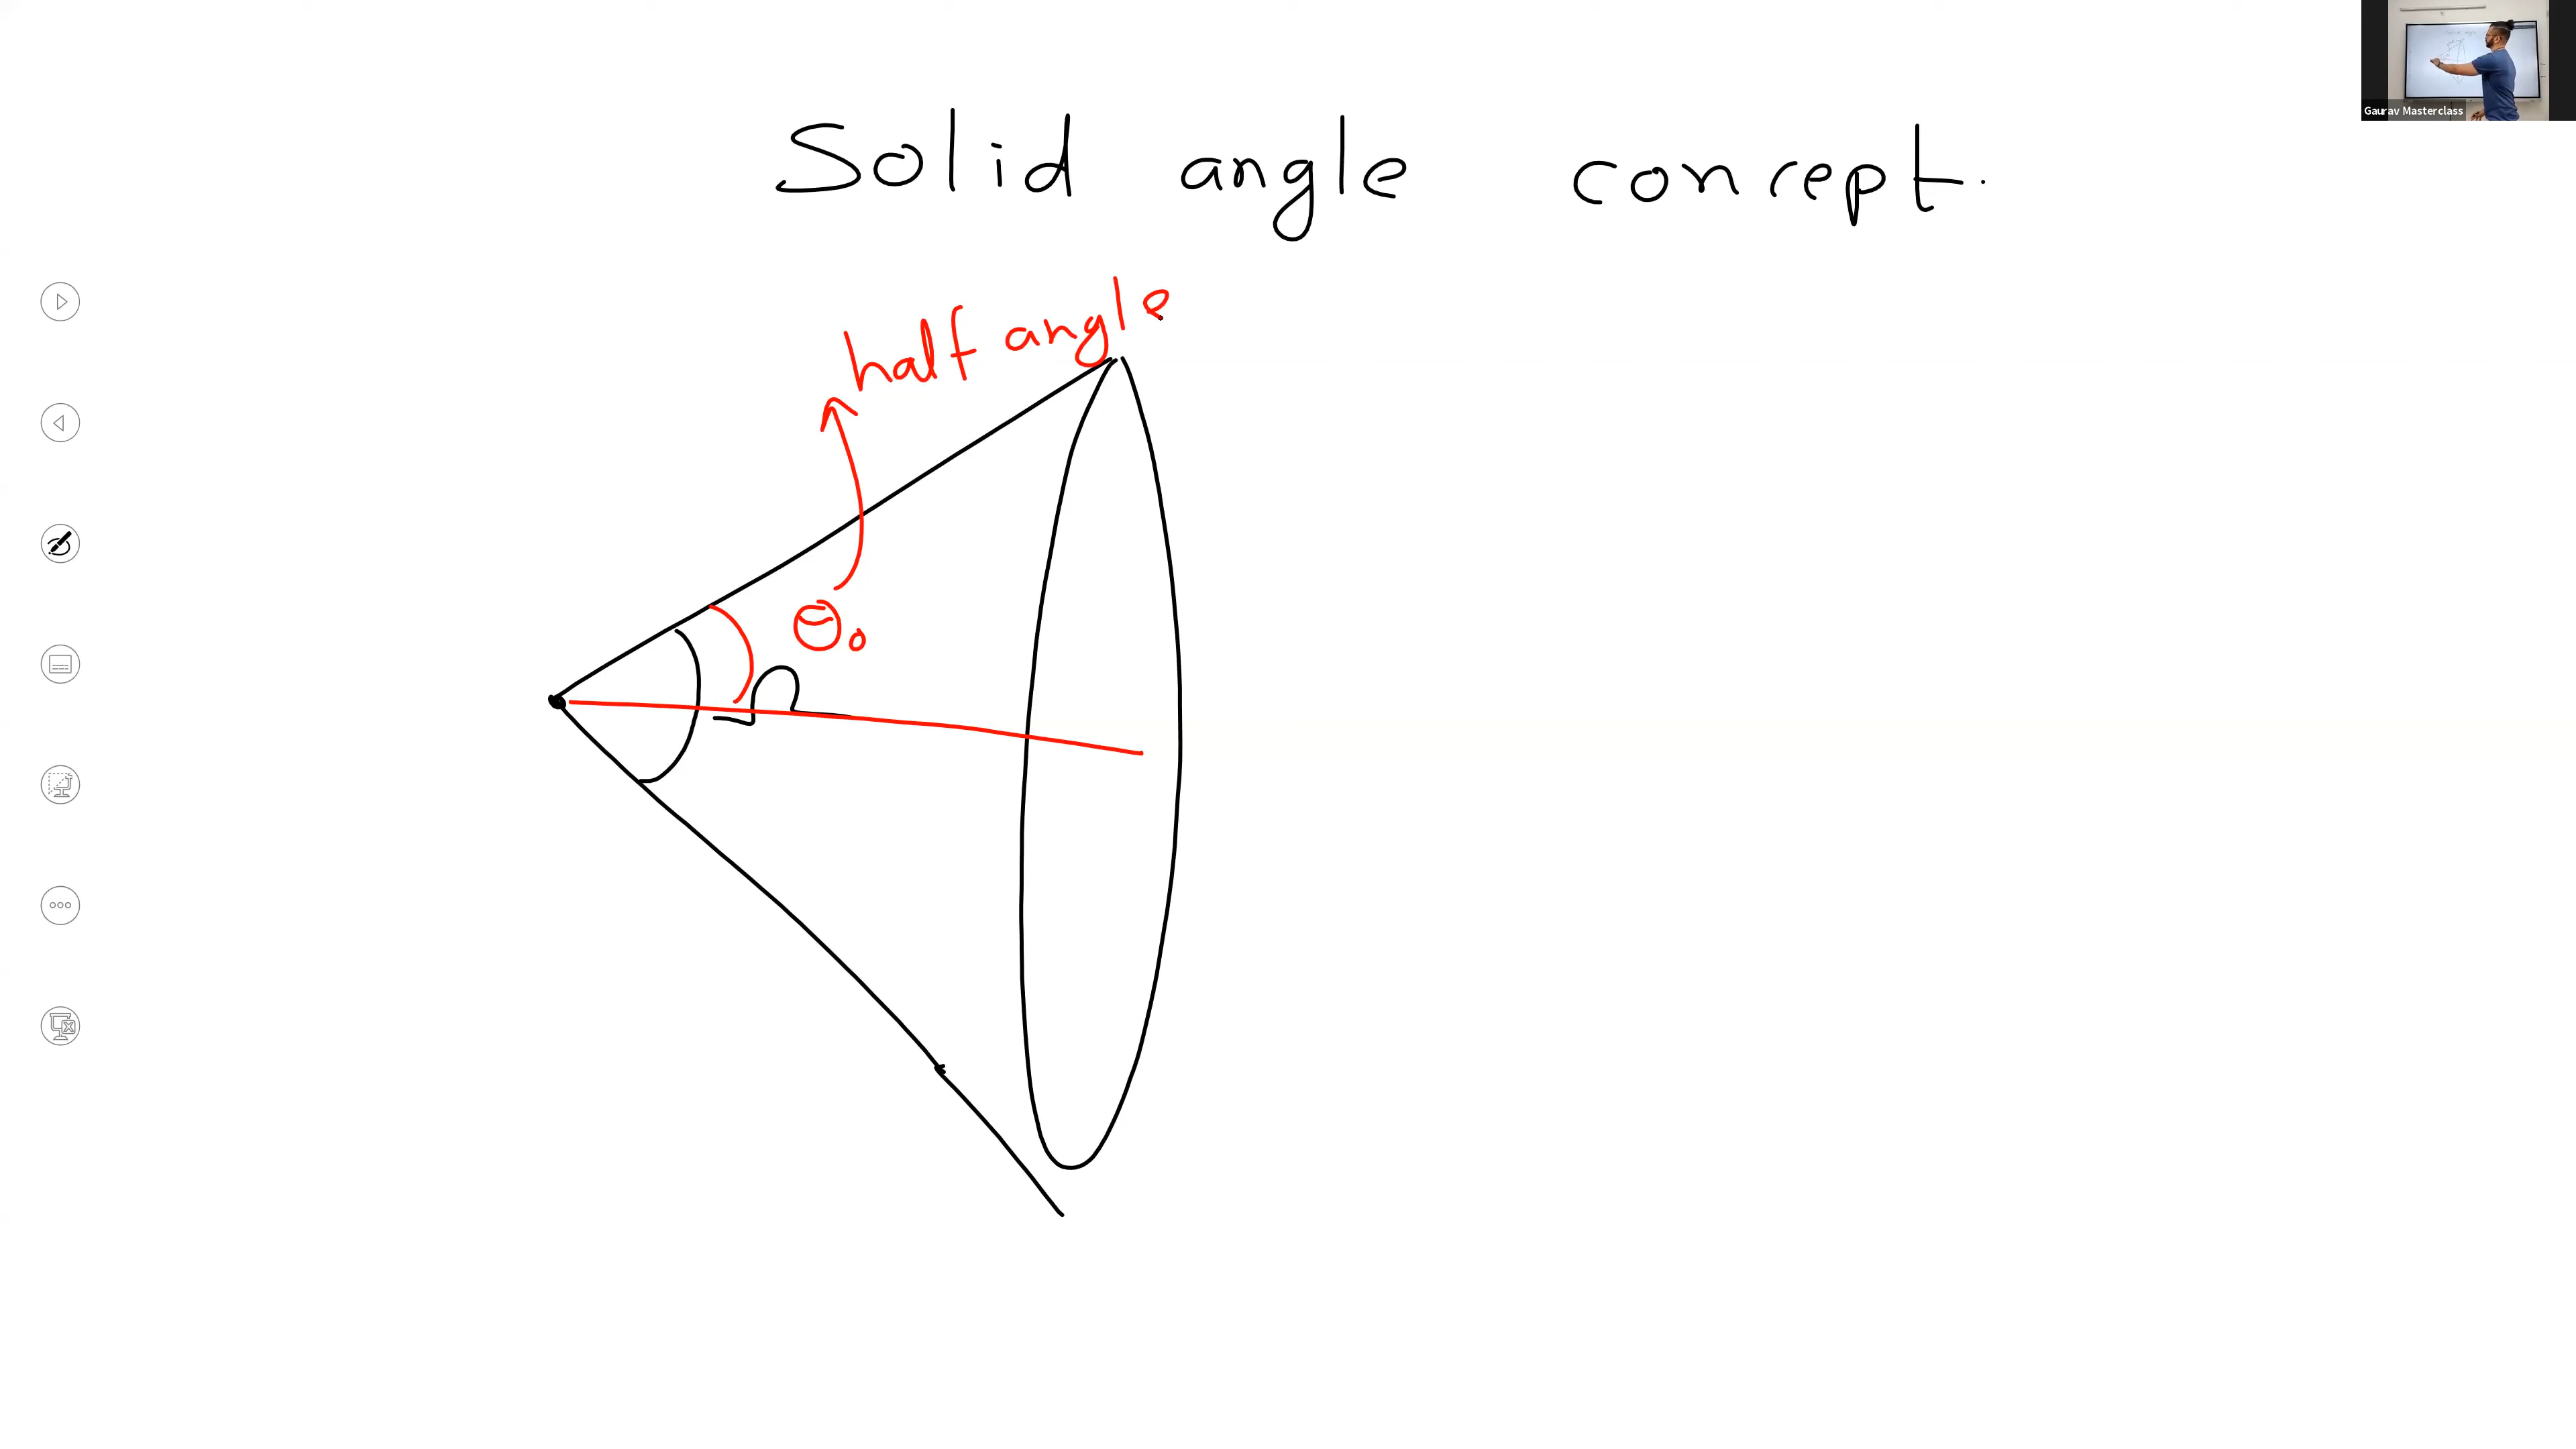 Solid angle concept.
half angle
θ₀
Ω
Gaurav Masterclass